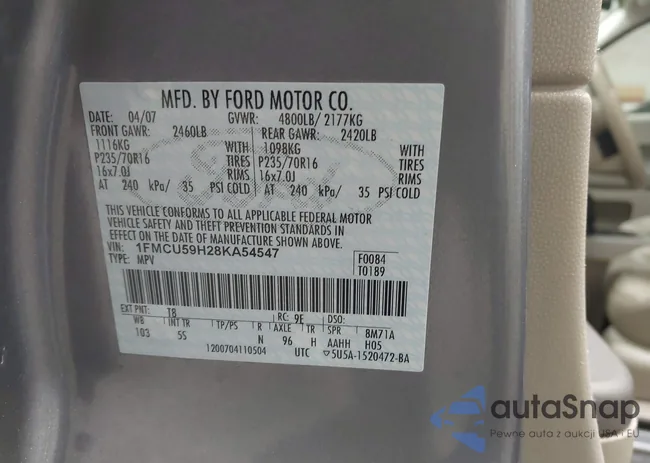 MFD. BY FORD MOTOR CO.
DATE: 04/07 GVWR: 4800LB/ 2177KG
FRONT GAWR: 2460LB REAR GAWR: 2420LB
1116KG WITH 1098KG WITH
P235/70R16 TIRES P235/70R16 TIRES
16x7.0J RIMS 16x7.0J RIMS
AT 240 kPa/ 35 PSI COLD AT 240 kPa/ 35 PSI COLD
THIS VEHICLE CONFORMS TO ALL APPLICABLE FEDERAL MOTOR
VEHICLE SAFETY AND THEFT PREVENTION STANDARDS IN
EFFECT ON THE DATE OF MANUFACTURE SHOWN ABOVE.
VIN: 1FMCU59H28KA54547 F0084
TYPE: MPV T0189
EXT PNT: T8 RC: 9E DSO:
WB INT TR TP/PS R AXLE TR SPR 8M71A
103 5S N 96 H AAHH H05
1200704110504 UTC ▽5U5A-1520472-BA
Ford
autaSnap
Pewne auta z aukcji USA i EU